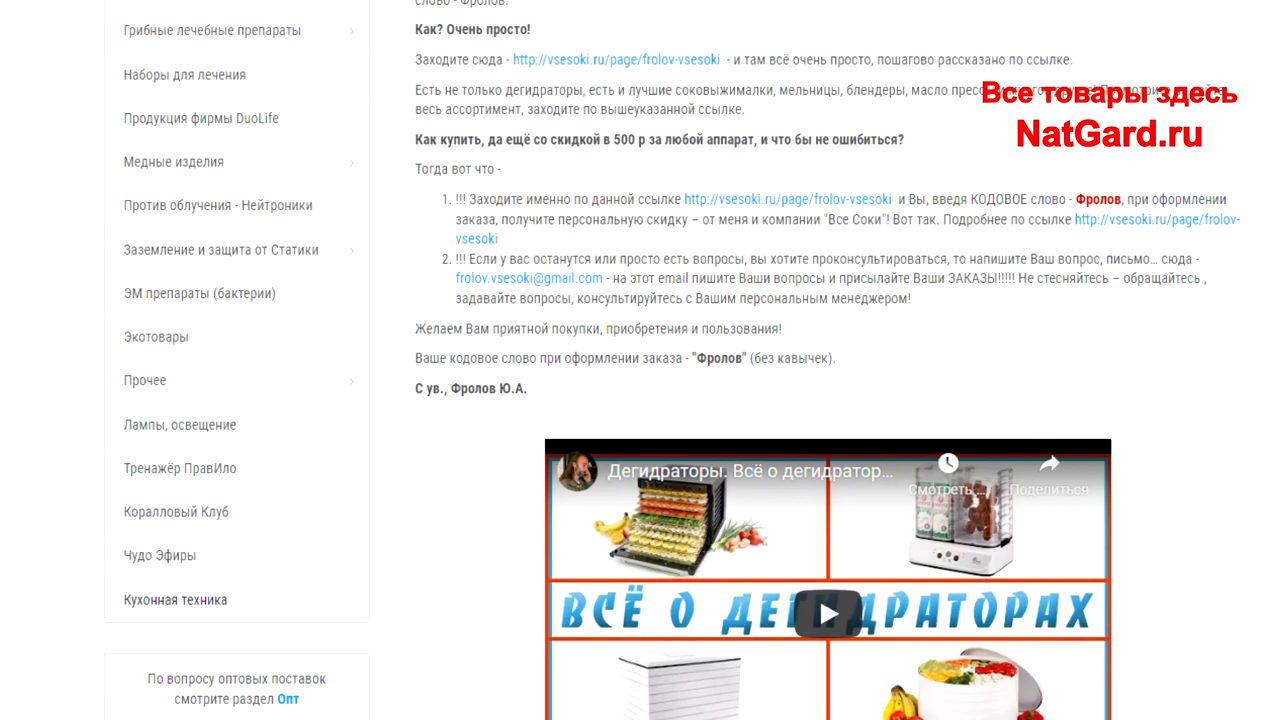 слово - Фролов.
Грибные лечебные препараты
Наборы для лечения
Продукция фирмы DuoLife
Медные изделия
Против облучения - Нейтроники
Заземление и защита от Статики
ЭМ препараты (бактерии)
Экотовары
Прочее
Лампы, освещение
Тренажёр ПравИло
Коралловый Клуб
Чудо Эфиры
Кухонная техника
По вопросу оптовых поставок
смотрите раздел Опт
Как? Очень просто!
Заходите сюда - http://vsesoki.ru/page/frolov-vsesoki - и там всё очень просто, пошагово рассказано по ссылке.
Есть не только дегидраторы, есть и лучшие соковыжималки, мельницы, блендеры, масло пресс
весь ассортимент, заходите по вышеуказанной ссылке.
Все товары здесь
NatGard.ru
Как купить, да ещё со скидкой в 500 р за любой аппарат, и что бы не ошибиться?
Тогда вот что -
1. !!! Заходите именно по данной ссылке http://vsesoki.ru/page/frolov-vsesoki и Вы, введя КОДОВОЕ слово - Фролов, при оформлении
заказа, получите персональную скидку – от меня и компании "Все Соки"! Вот так. Подробнее по ссылке http://vsesoki.ru/page/frolov-
vsesoki
2. !!! Если у вас останутся или просто есть вопросы, вы хотите проконсультироваться, то напишите Ваш вопрос, письмо… сюда -
frolov.vsesoki@gmail.com - на этот email пишите Ваши вопросы и присылайте Ваши ЗАКАЗЫ!!!!! Не стесняйтесь – обращайтесь ,
задавайте вопросы, консультируйтесь с Вашим персональным менеджером!
Желаем Вам приятной покупки, приобретения и пользования!
Ваше кодовое слово при оформлении заказа - "Фролов" (без кавычек).
С ув., Фролов Ю.А.
Дегидраторы. Всё о дегидратор...
Смотреть ...
Поделиться
ВСЁ О ДЕГИДРАТОРАХ